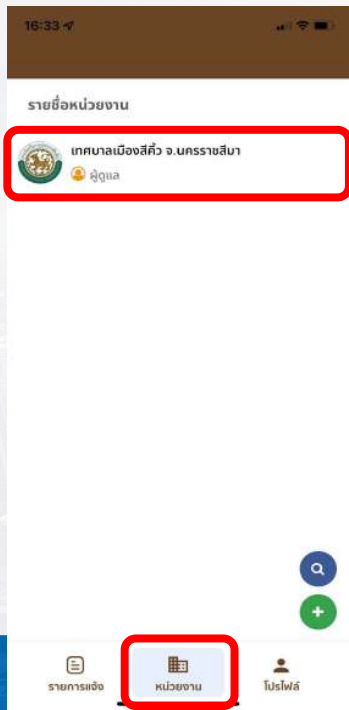 16:33
รายชื่อหน่วยงาน
เทศบาลเมืองสีคิ้ว จ.นครราชสีมา
ผู้ดูแล
รายการแจ้ง
หน่วยงาน
โปรไฟล์